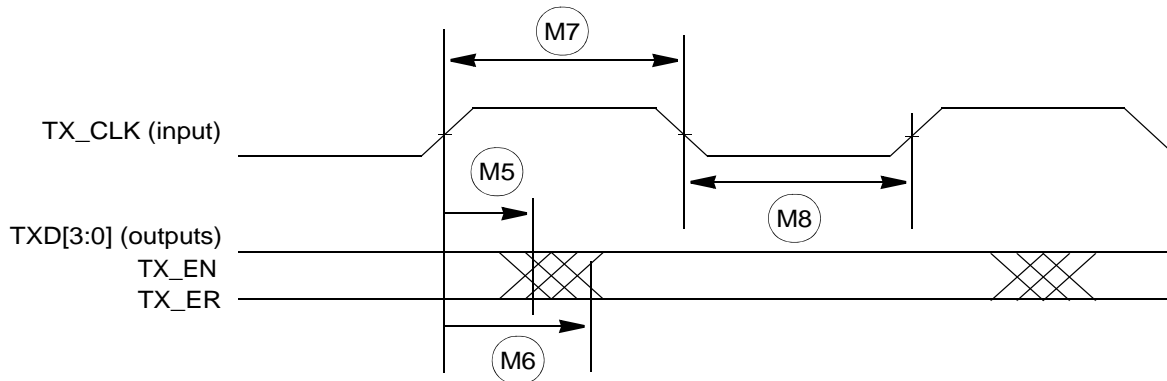 M7
TX_CLK (input)
M5
M8
TXD[3:0] (outputs)
TX_EN
TX_ER
M6